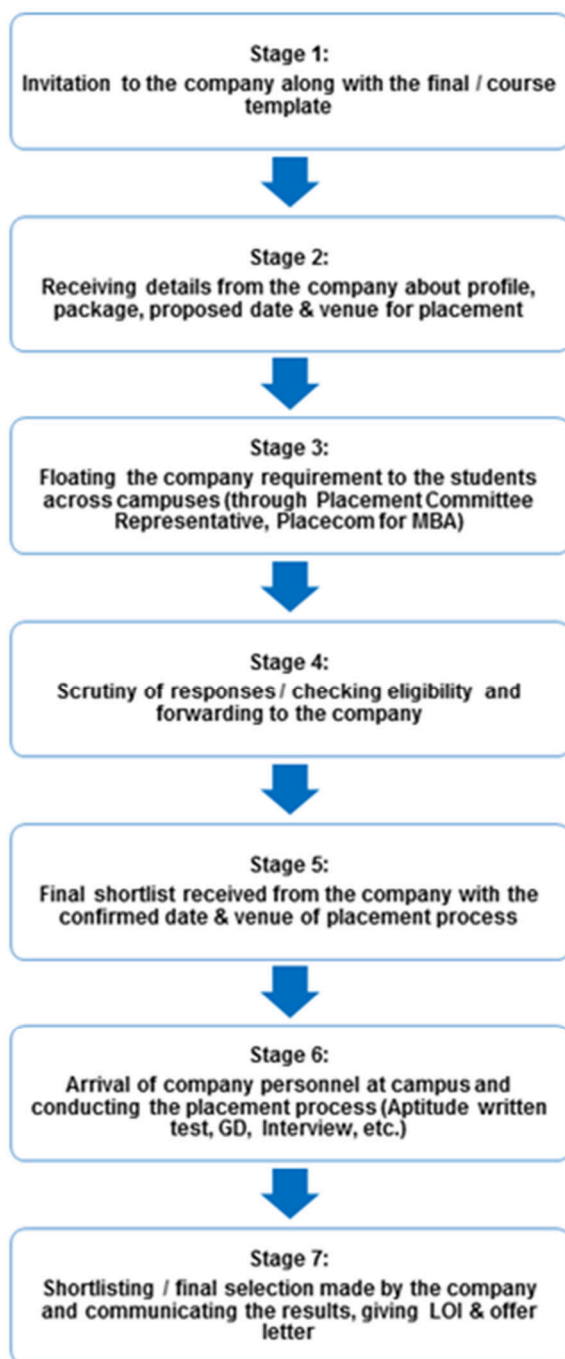 Stage 1:
Invitation to the company along with the final / course
template
Stage 2:
Receiving details from the company about profile,
package, proposed date & venue for placement
Stage 3:
Floating the company requirement to the students
across campuses (through Placement Committee
Representative, Placecom for MBA)
Stage 4:
Scrutiny of responses / checking eligibility and
forwarding to the company
Stage 5:
Final shortlist received from the company with the
confirmed date & venue of placement process
Stage 6:
Arrival of company personnel at campus and
conducting the placement process (Aptitude written
test, GD, Interview, etc.)
Stage 7:
Shortlisting / final selection made by the company
and communicating the results, giving LOI & offer
letter